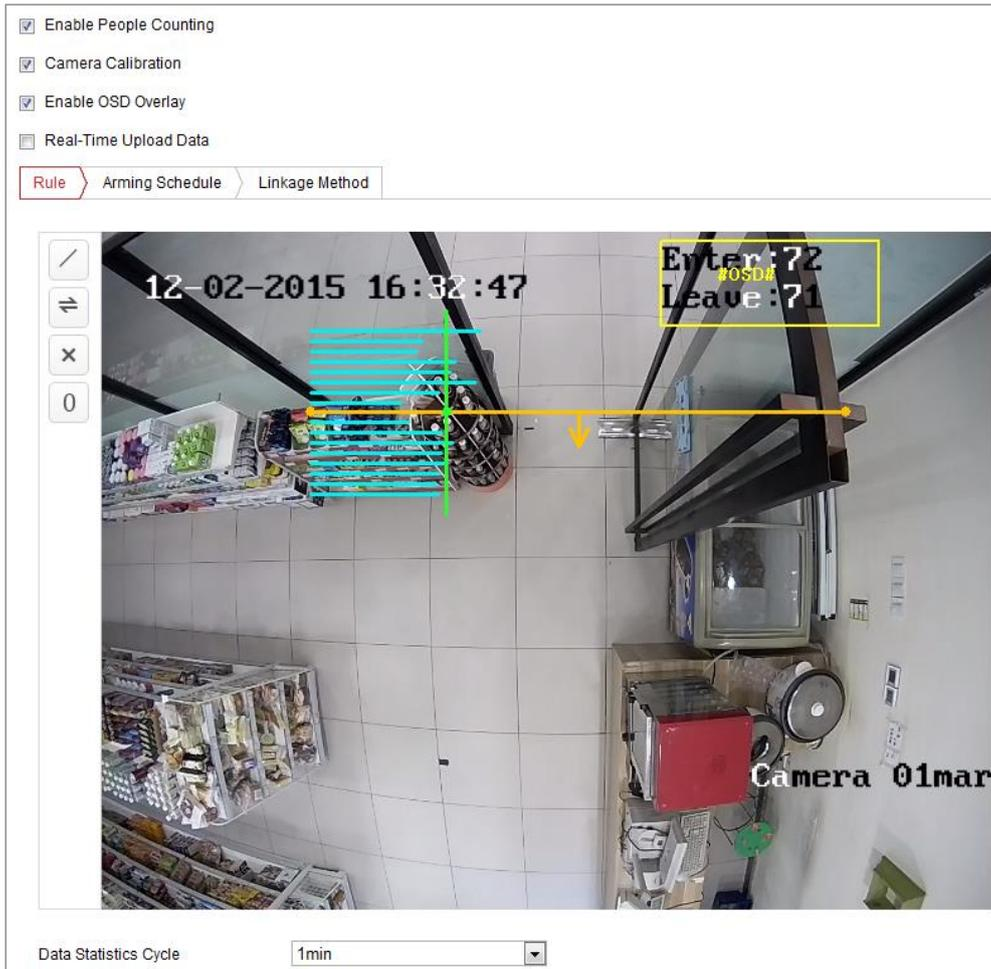 Enable People Counting
Camera Calibration
Enable OSD Overlay
Real-Time Upload Data
Rule
Arming Schedule
Linkage Method
12-02-2015 16:32:47
Enter:72
#OSD#
Leave:71
0
Camera 01mar
Data Statistics Cycle
1min